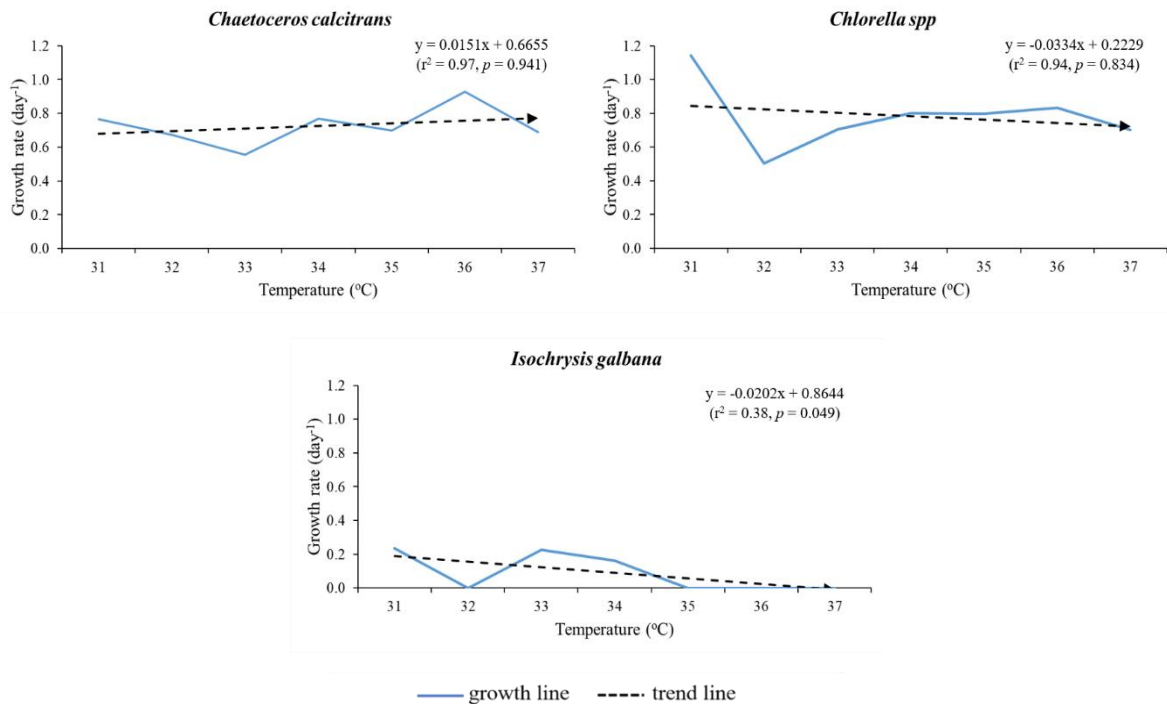 Chaetoceros calcitrans
y = 0.0151x + 0.6655
(r² = 0.97, p = 0.941)
1.2
1.0
0.8
0.6
0.4
0.2
0.0
Growth rate (day⁻¹)
31 32 33 34 35 36 37
Temperature (°C)
Chlorella spp
y = -0.0334x + 0.2229
(r² = 0.94, p = 0.834)
1.2
1.0
0.8
0.6
0.4
0.2
0.0
Growth rate (day⁻¹)
31 32 33 34 35 36 37
Temperature (°C)
Isochrysis galbana
y = -0.0202x + 0.8644
(r² = 0.38, p = 0.049)
1.2
1.0
0.8
0.6
0.4
0.2
0.0
Growth rate (day⁻¹)
31 32 33 34 35 36 37
Temperature (°C)
growth line trend line